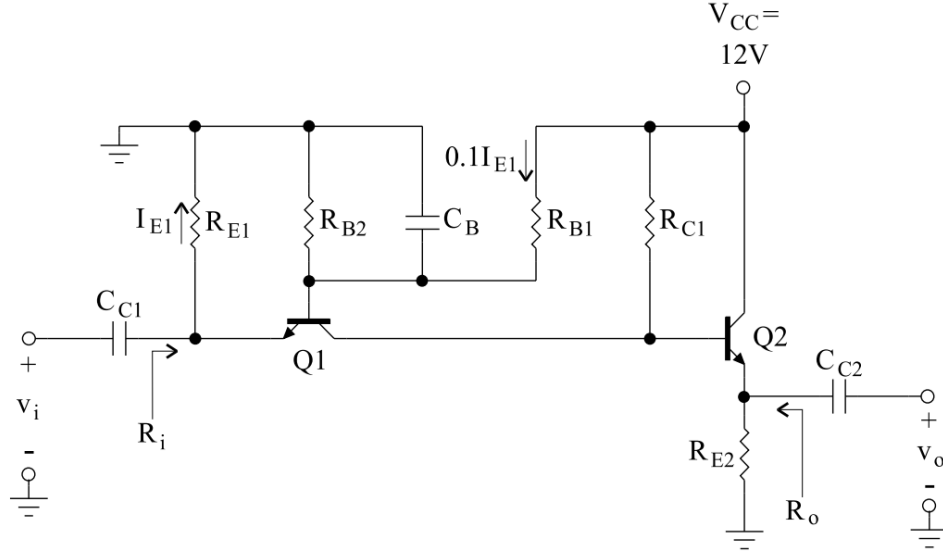 V_CC =
12V
0.1I_E1
I_E1
R_E1
R_B2
C_B
R_B1
R_C1
C_C1
Q1
Q2
C_C2
+
v_i
-
R_i
R_E2
R_o
+
v_o
-